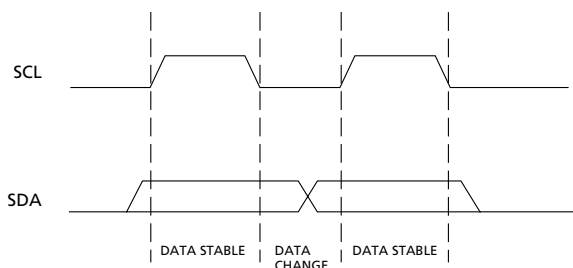 SCL
SDA
DATA STABLE
DATA
CHANGE
DATA STABLE